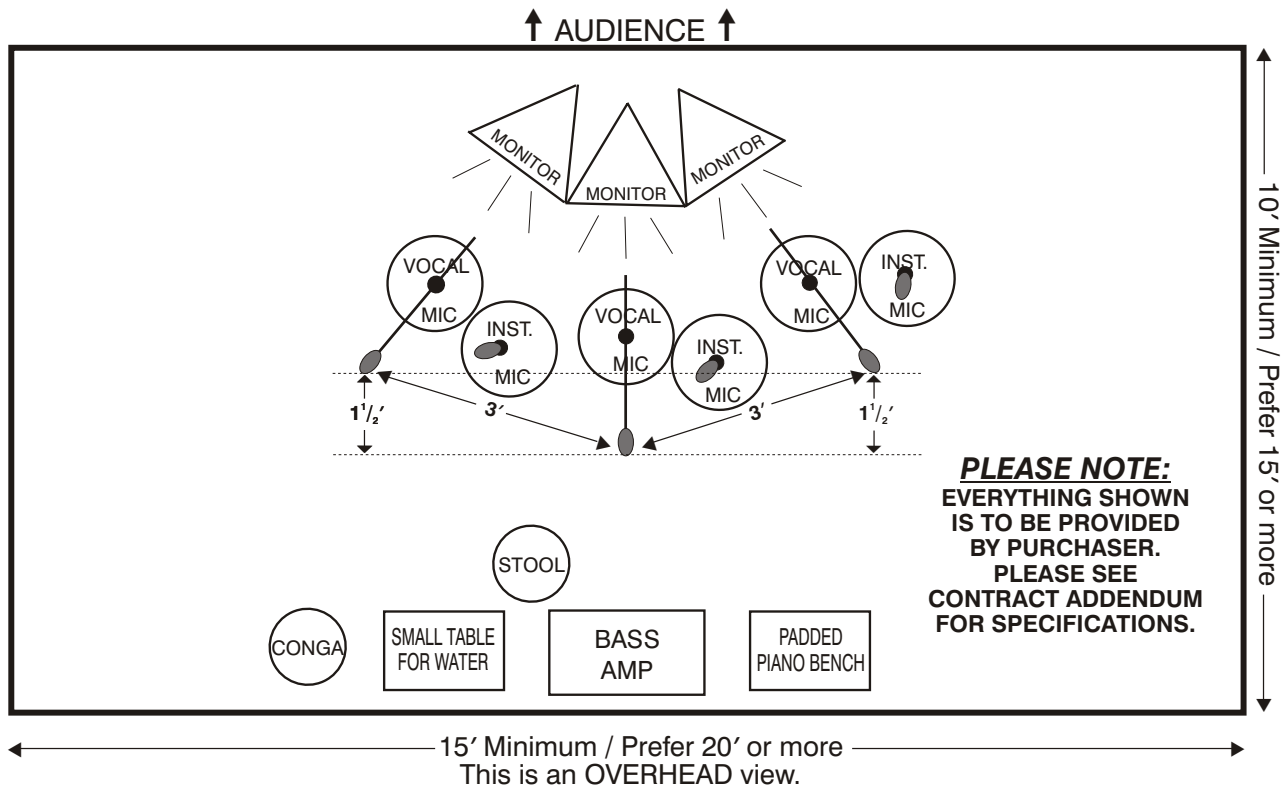 AUDIENCE
MONITOR
MONITOR
MONITOR
VOCAL
MIC
INST.
MIC
VOCAL
MIC
INST.
MIC
VOCAL
MIC
INST.
MIC
1 1/2′
3′
3′
1 1/2′
10′ Minimum / Prefer 15′ or more
PLEASE NOTE:
EVERYTHING SHOWN
IS TO BE PROVIDED
BY PURCHASER.
PLEASE SEE
CONTRACT ADDENDUM
FOR SPECIFICATIONS.
STOOL
CONGA
SMALL TABLE
FOR WATER
BASS
AMP
PADDED
PIANO BENCH
15′ Minimum / Prefer 20′ or more
This is an OVERHEAD view.